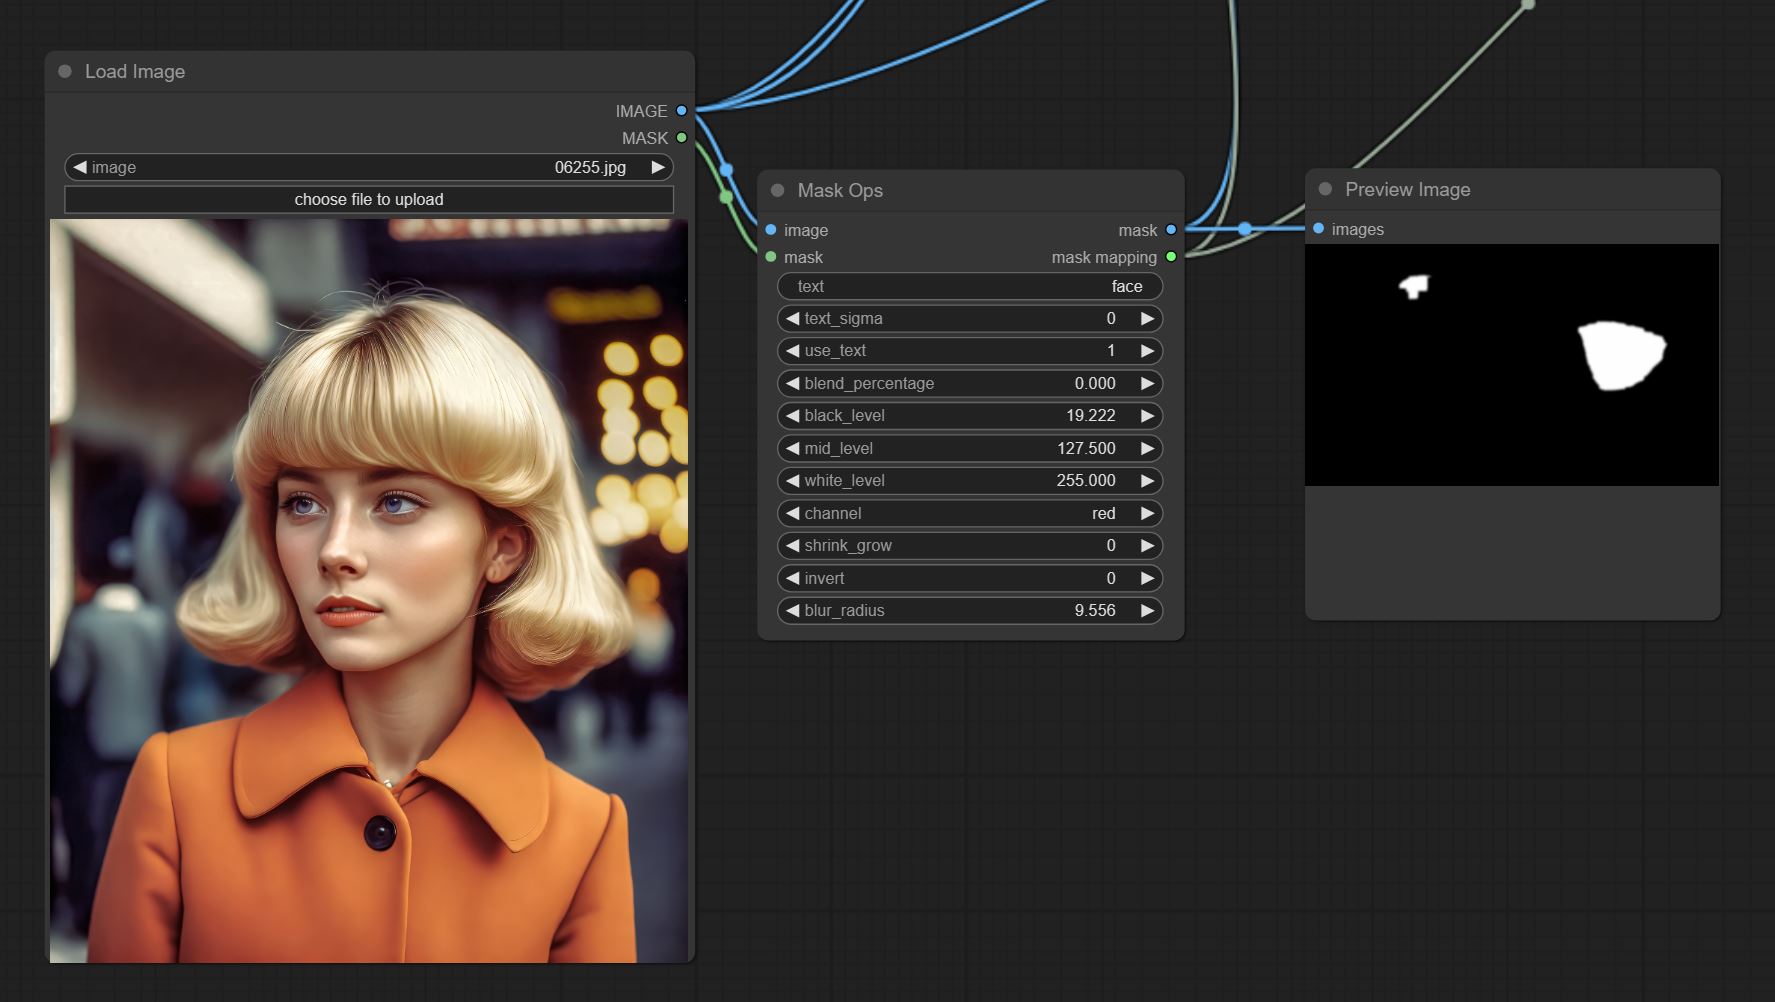 Load Image
IMAGE
MASK
image 06255.jpg
choose file to upload
Mask Ops
image mask
mask mask mapping
text face
text_sigma 0
use_text 1
blend_percentage 0.000
black_level 19.222
mid_level 127.500
white_level 255.000
channel red
shrink_grow 0
invert 0
blur_radius 9.556
Preview Image
images